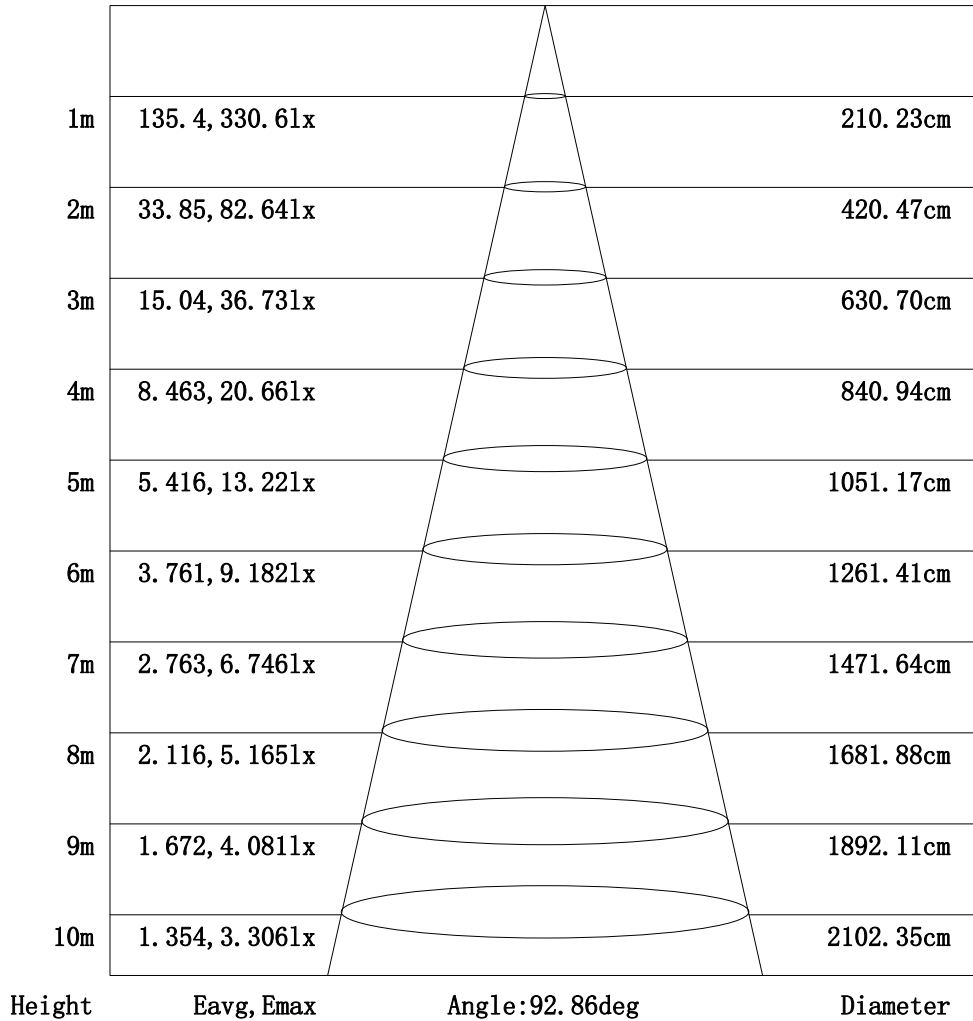 1m 135.4,330.6lx 210.23cm
2m 33.85,82.64lx 420.47cm
3m 15.04,36.73lx 630.70cm
4m 8.463,20.66lx 840.94cm
5m 5.416,13.22lx 1051.17cm
6m 3.761,9.182lx 1261.41cm
7m 2.763,6.746lx 1471.64cm
8m 2.116,5.165lx 1681.88cm
9m 1.672,4.081lx 1892.11cm
10m 1.354,3.306lx 2102.35cm
Height Eavg,Emax Angle:92.86deg Diameter